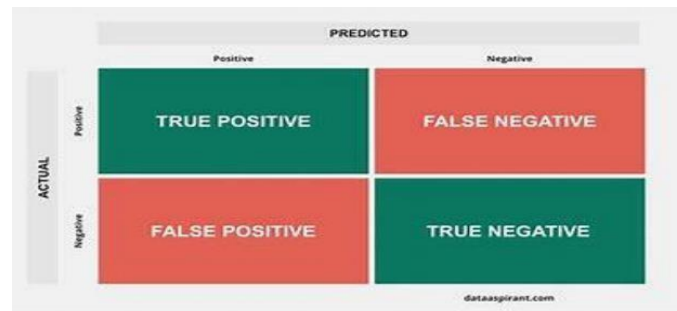 PREDICTED
Positive Negative
ACTUAL
Positive
TRUE POSITIVE FALSE NEGATIVE
Negative
FALSE POSITIVE TRUE NEGATIVE
dataaspirant.com